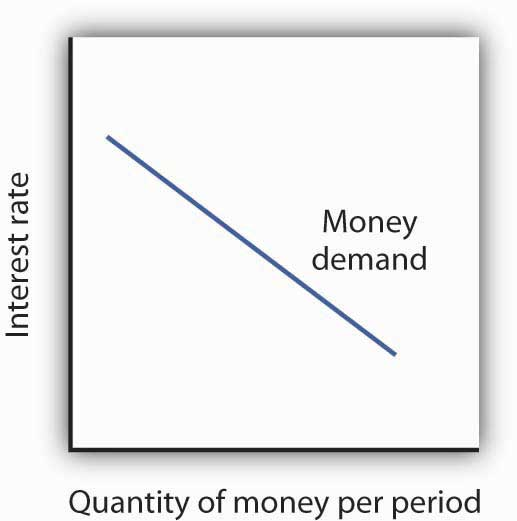 Interest rate
Money
demand
Quantity of money per period